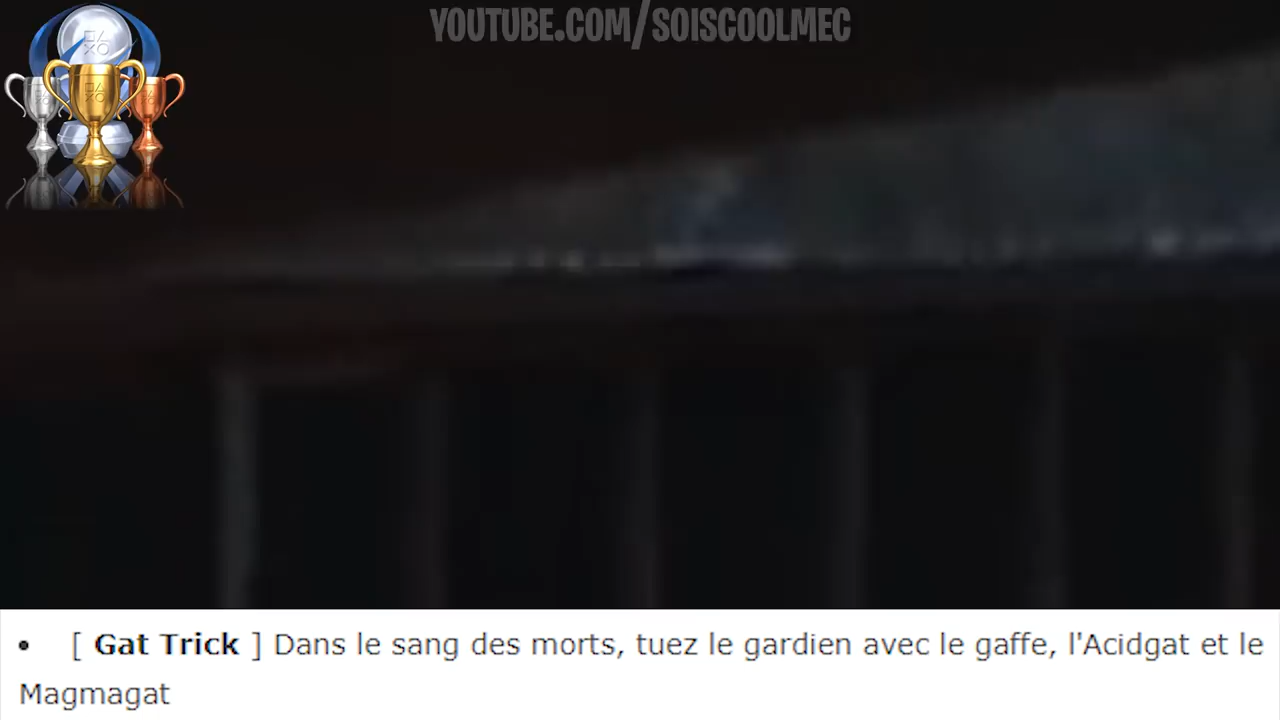 YOUTUBE.COM/SOISCOOLMEC
• [ Gat Trick ] Dans le sang des morts, tuez le gardien avec le gaffe, l'Acidgat et le
Magmagat